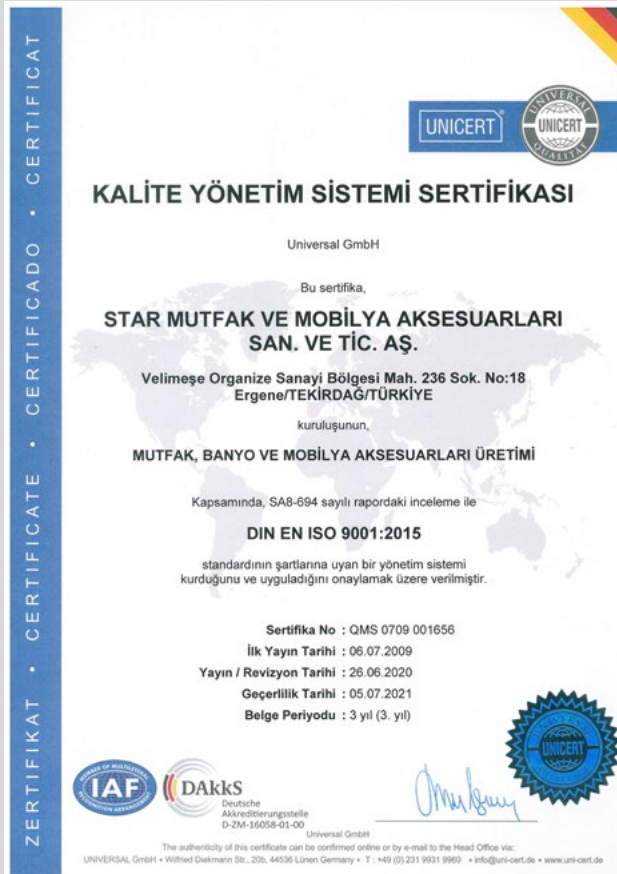 ZERTIFIKAT • CERTIFICATE • CERTIFICADO • CERTIFICAT
UNICERT
UNIVERSAL
UNICERT
QUALITÄT
KALİTE YÖNETİM SİSTEMİ SERTİFİKASI
Universal GmbH
Bu sertifika,
STAR MUTFAK VE MOBİLYA AKSESUARLARI
SAN. VE TİC. AŞ.
Velimeşe Organize Sanayi Bölgesi Mah. 236 Sok. No:18
Ergene/TEKİRDAĞ/TÜRKİYE
kuruluşunun,
MUTFAK, BANYO VE MOBİLYA AKSESUARLARI ÜRETİMİ
Kapsamında, SA8-694 sayılı rapordaki inceleme ile
DIN EN ISO 9001:2015
standardının şartlarına uyan bir yönetim sistemi
kurduğunu ve uyguladığını onaylamak üzere verilmiştir.
Sertifika No : QMS 0709 001656
İlk Yayın Tarihi : 06.07.2009
Yayın / Revizyon Tarihi : 26.06.2020
Geçerlilik Tarihi : 05.07.2021
Belge Periyodu : 3 yıl (3. yıl)
MEMBER OF MULTILATERAL
IAF
RECOGNITION ARRANGEMENT
DAkkS
Deutsche
Akkreditierungsstelle
D-ZM-16058-01-00
UNICERT
Universal GmbH
The authenticity of this certificate can be confirmed online or by e-mail to the Head Office via:
UNIVERSAL GmbH • Wilfried Diekmann Str., 20b, 44536 Lünen Germany • T : +49 (0) 231 9931 9960 • info@uni-cert.de • www.uni-cert.de